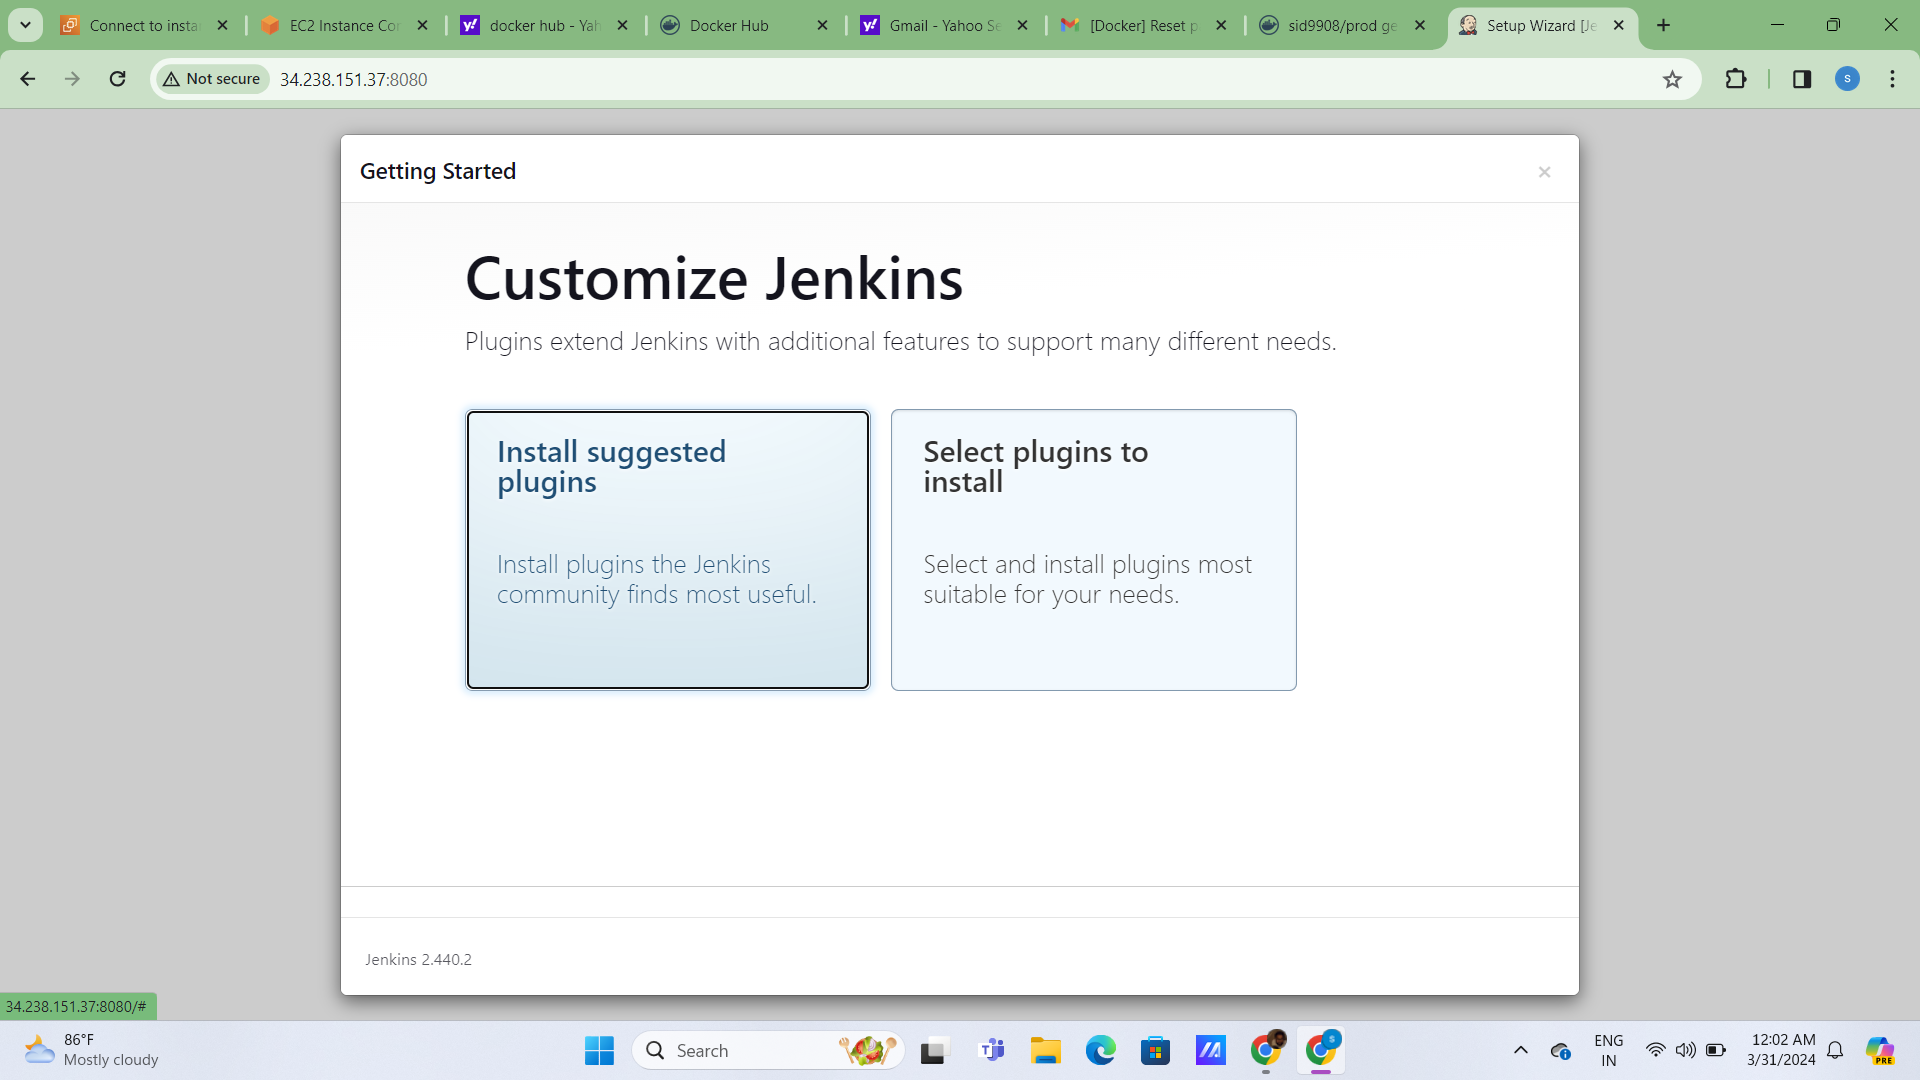 Connect to insta
EC2 Instance Cor
docker hub - Yah
Docker Hub
Gmail - Yahoo Se
[Docker] Reset p
sid9908/prod ge
Setup Wizard [Je
Not secure
34.238.151.37:8080
S
Getting Started
Customize Jenkins
Plugins extend Jenkins with additional features to support many different needs.
Install suggested
plugins
Install plugins the Jenkins
community finds most useful.
Select plugins to
install
Select and install plugins most
suitable for your needs.
Jenkins 2.440.2
34.238.151.37:8080/#
86°F
Mostly cloudy
Search
ENG
IN
12:02 AM
3/31/2024
PRE